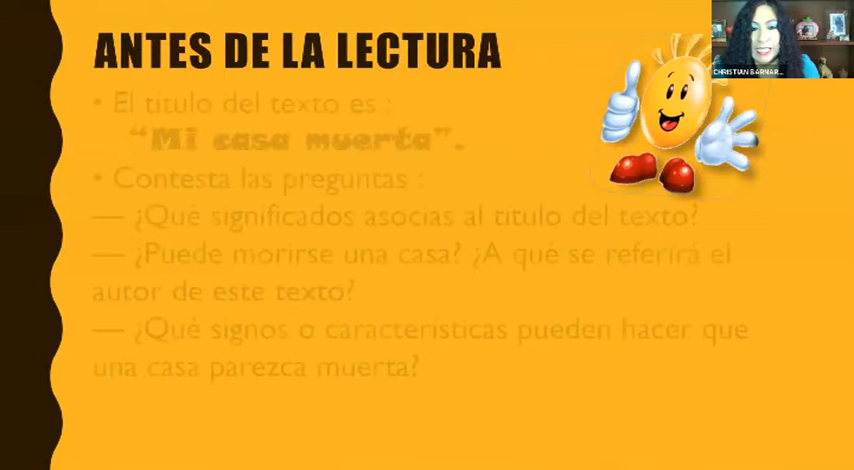 ANTES DE LA LECTURA
• El título del texto es :
“Mi casa muerta”.
• Contesta las preguntas :
— ¿Qué significados asocias al título del texto?
— ¿Puede morirse una casa? ¿A qué se referirá el
autor de este texto?
— ¿Qué signos o características pueden hacer que
una casa parezca muerta?